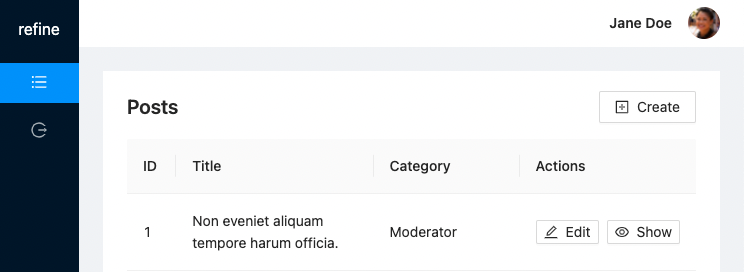 refine
Jane Doe
Posts
Create
ID Title Category Actions
1 Non eveniet aliquam tempore harum officia. Moderator Edit Show